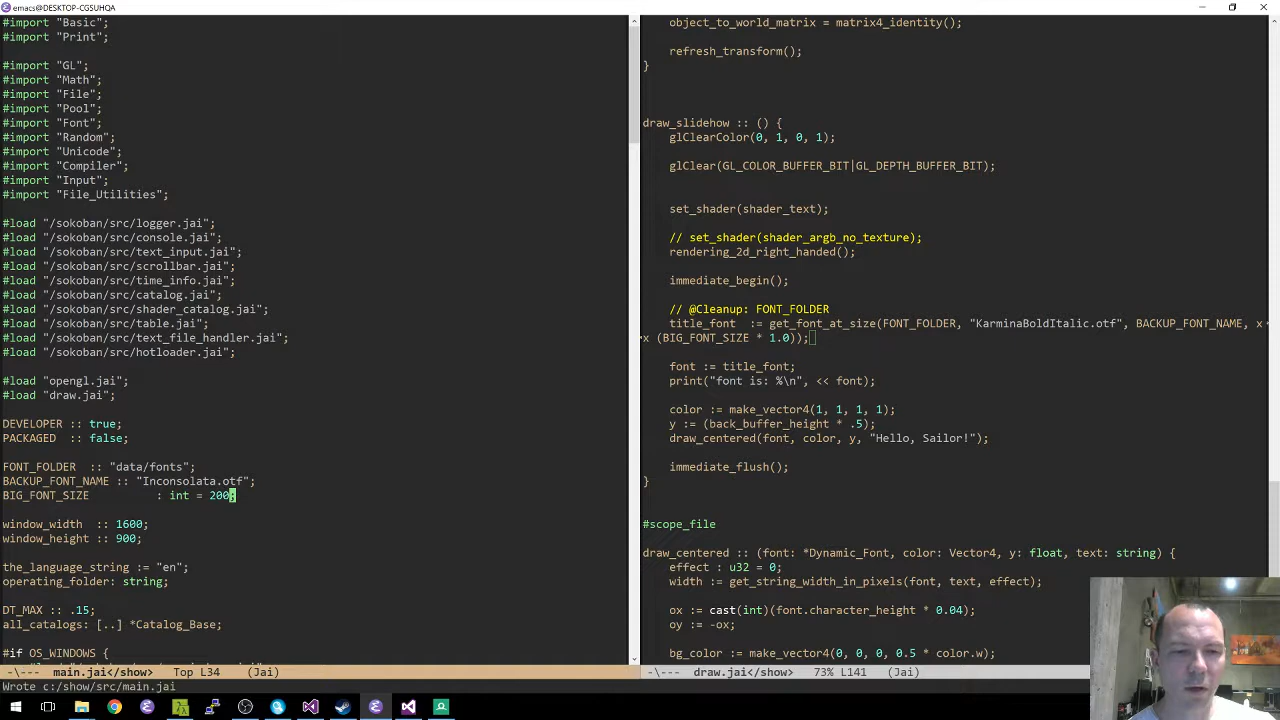 emacs@DESKTOP-CGSUHQA
#import "Basic";
#import "Print";
#import "GL";
#import "Math";
#import "File";
#import "Pool";
#import "Font";
#import "Random";
#import "Unicode";
#import "Compiler";
#import "Input";
#import "File_Utilities";
#load "/sokoban/src/logger.jai";
#load "/sokoban/src/console.jai";
#load "/sokoban/src/text_input.jai";
#load "/sokoban/src/scrollbar.jai";
#load "/sokoban/src/time_info.jai";
#load "/sokoban/src/catalog.jai";
#load "/sokoban/src/shader_catalog.jai";
#load "/sokoban/src/table.jai";
#load "/sokoban/src/text_file_handler.jai";
#load "/sokoban/src/hotloader.jai";
#load "opengl.jai";
#load "draw.jai";
DEVELOPER :: true;
PACKAGED  :: false;
FONT_FOLDER  :: "data/fonts";
BACKUP_FONT_NAME :: "Inconsolata.otf";
BIG_FONT_SIZE          : int = 200;
window_width  :: 1600;
window_height :: 900;
the_language_string := "en";
operating_folder: string;
DT_MAX :: .15;
all_catalogs: [..] *Catalog_Base;
#if OS_WINDOWS {
-\--- main.jai</show> Top L34 (Jai)
Wrote c:/show/src/main.jai
object_to_world_matrix = matrix4_identity();
refresh_transform();
}
draw_slidehow :: () {
glClearColor(0, 1, 0, 1);
glClear(GL_COLOR_BUFFER_BIT|GL_DEPTH_BUFFER_BIT);
set_shader(shader_text);
// set_shader(shader_argb_no_texture);
rendering_2d_right_handed();
immediate_begin();
// @Cleanup: FONT_FOLDER
title_font  := get_font_at_size(FONT_FOLDER, "KarminaBoldItalic.otf", BACKUP_FONT_NAME, x
x (BIG_FONT_SIZE * 1.0));
font := title_font;
print("font is: %\n", << font);
color := make_vector4(1, 1, 1, 1);
y := (back_buffer_height * .5);
draw_centered(font, color, y, "Hello, Sailor!");
immediate_flush();
}
#scope_file
draw_centered :: (font: *Dynamic_Font, color: Vector4, y: float, text: string) {
effect : u32 = 0;
width := get_string_width_in_pixels(font, text, effect);
ox := cast(int)(font.character_height * 0.04);
oy := -ox;
bg_color := make_vector4(0, 0, 0, 0.5 * color.w);
-\--- draw.jai</show> 73% L141 (Jai)